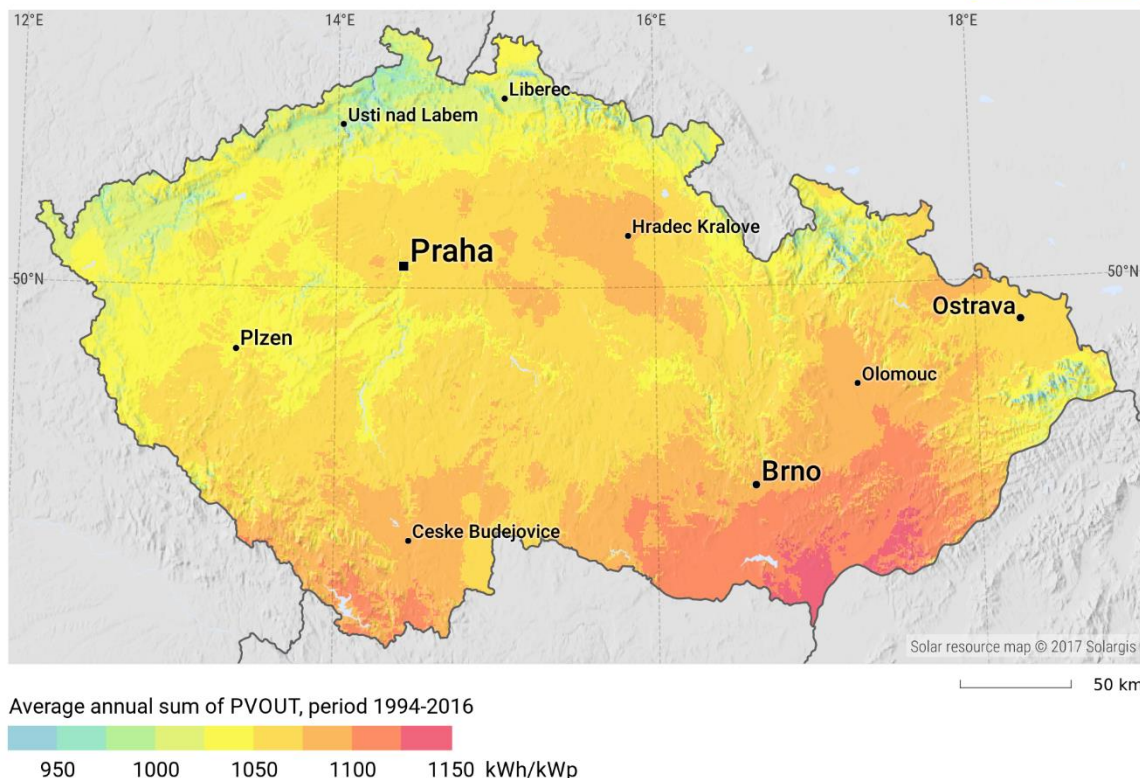 12°E 14°E 16°E 18°E
Liberec
Usti nad Labem
Hradec Kralove
Praha
50°N 50°N
Ostrava
Plzen
Olomouc
Brno
Ceske Budejovice
Solar resource map © 2017 Solargis
50 km
Average annual sum of PVOUT, period 1994-2016
950 1000 1050 1100 1150 kWh/kWp